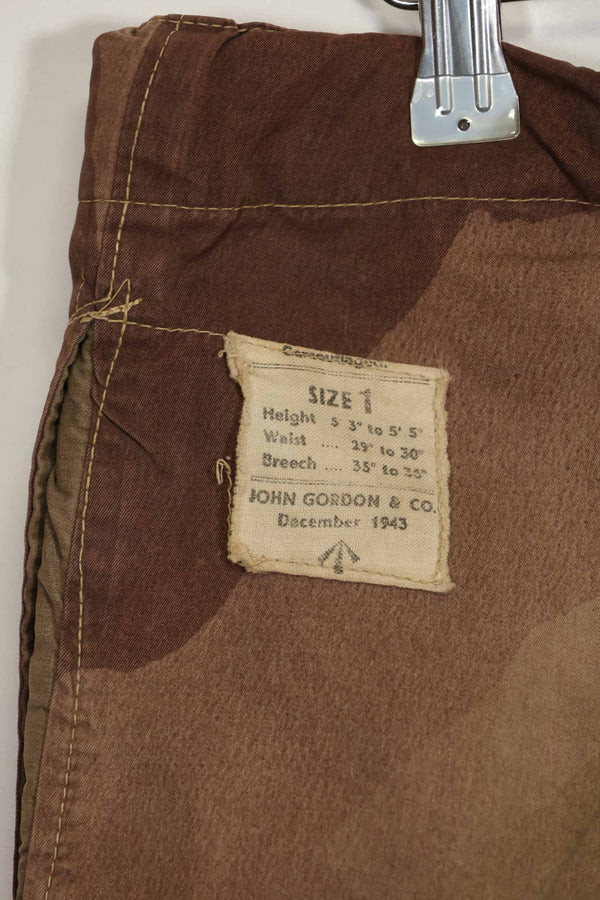 Camouflaged.
SIZE 1
Height 5' 3" to 5' 5"
Waist .... 29" to 30"
Breech .... 35" to 36"
JOHN GORDON & CO.
December 1943